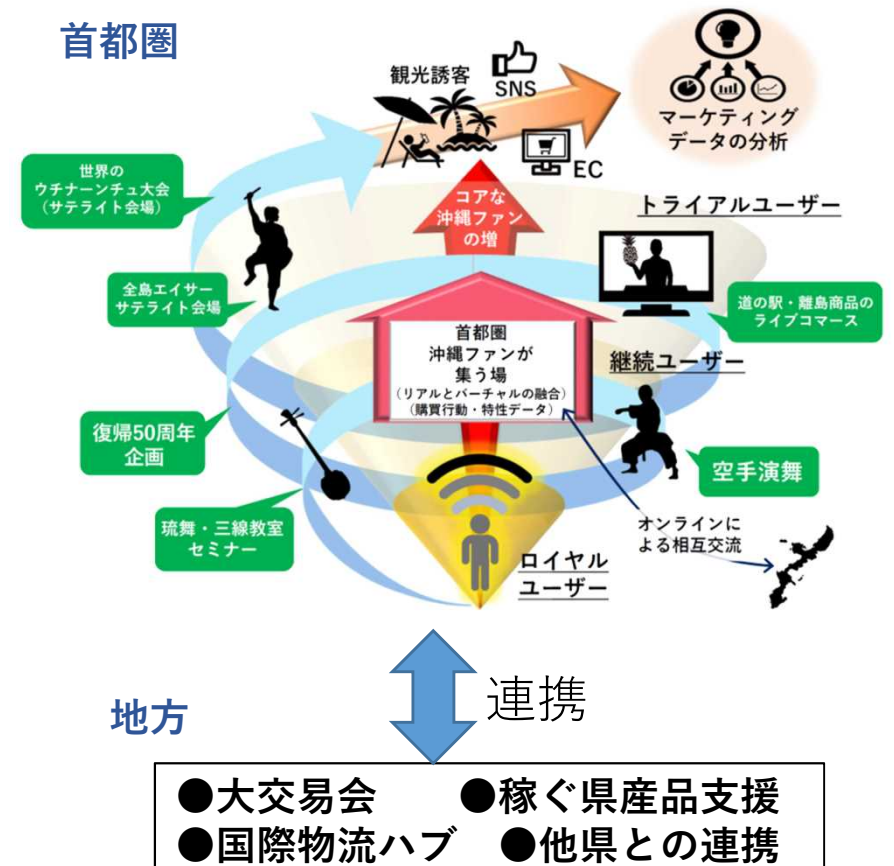 首都圏
観光誘客
SNS
EC
マーケティング
データの分析
世界の
ウチナーンチュ大会
（サテライト会場）
コアな
沖縄ファン
の増
トライアルユーザー
全島エイサー
サテライト会場
道の駅・離島商品の
ライブコマース
首都圏
沖縄ファンが
集う場
（リアルとバーチャルの融合）
（購買行動・特性データ）
継続ユーザー
復帰50周年
企画
空手演舞
琉舞・三線教室
セミナー
オンラインに
よる相互交流
ロイヤル
ユーザー
連携
地方
●大交易会　●稼ぐ県産品支援
●国際物流ハブ　●他県との連携